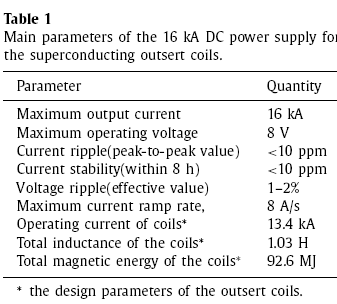 Table 1
Main parameters of the 16 kA DC power supply for
the superconducting outsert coils.
Parameter Quantity
Maximum output current 16 kA
Maximum operating voltage 8 V
Current ripple(peak-to-peak value) <10 ppm
Current stability(within 8 h) <10 ppm
Voltage ripple(effective value) 1–2%
Maximum current ramp rate, 8 A/s
Operating current of coils* 13.4 kA
Total inductance of the coils* 1.03 H
Total magnetic energy of the coils* 92.6 MJ
* the design parameters of the outsert coils.